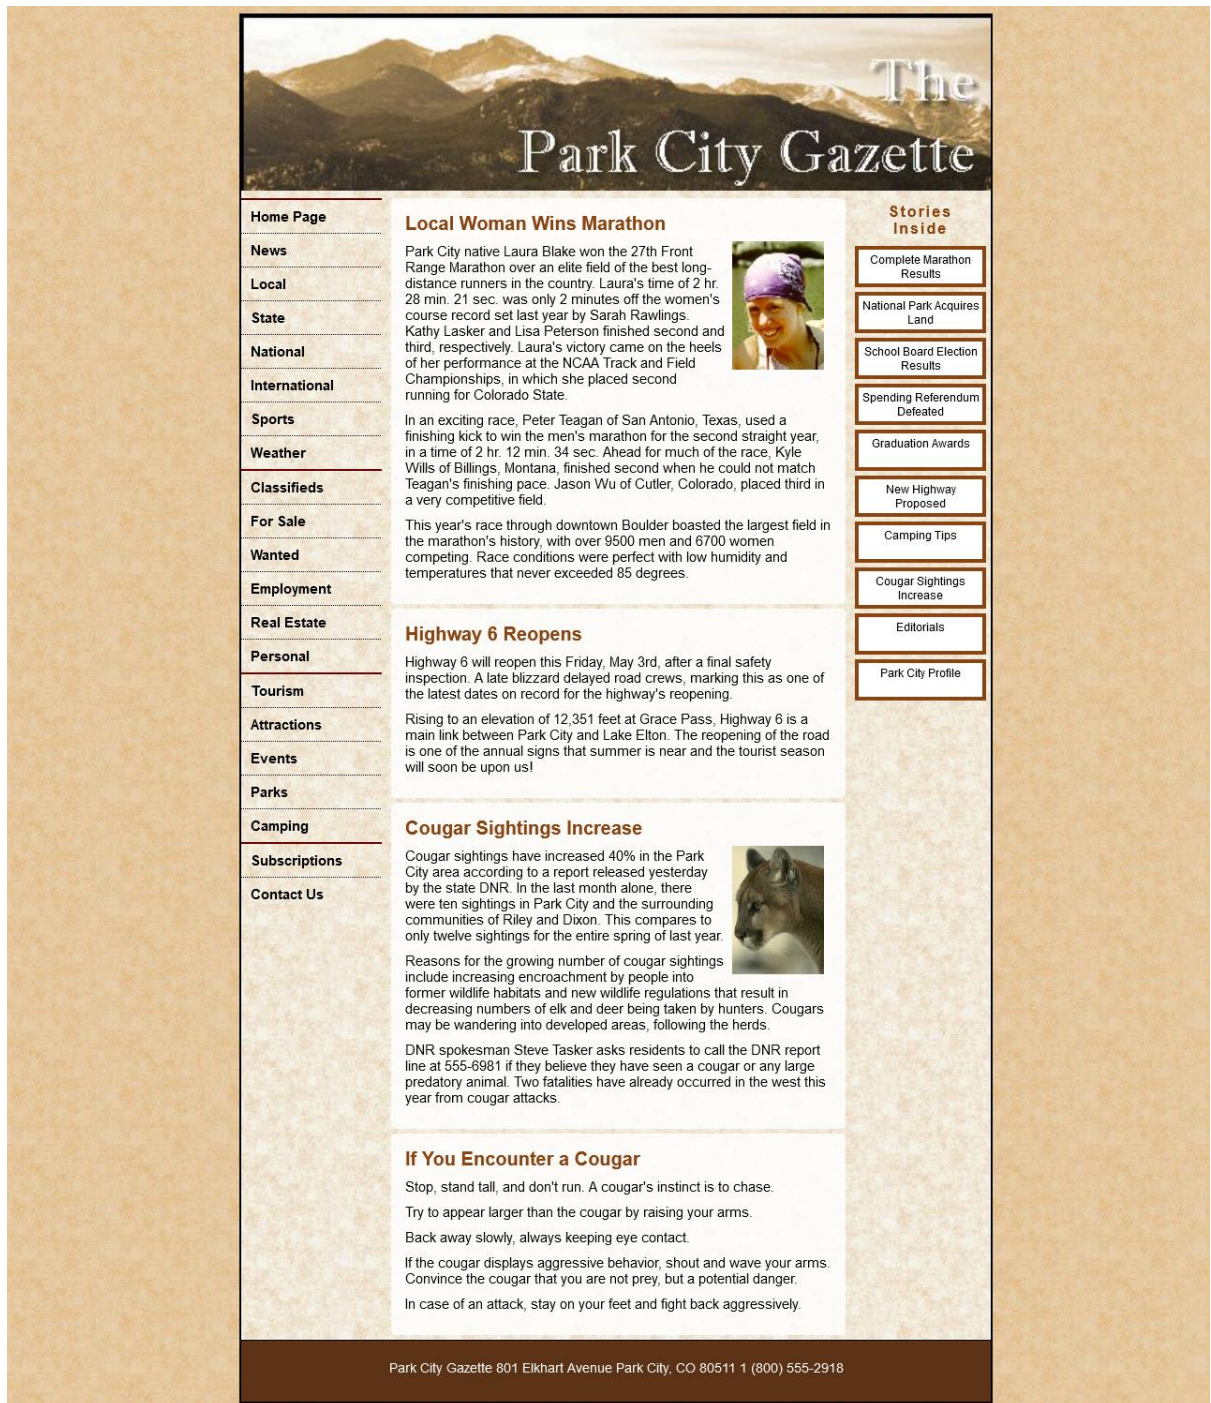 The
Park City Gazette
Home Page
News
Local
State
National
International
Sports
Weather
Classifieds
For Sale
Wanted
Employment
Real Estate
Personal
Tourism
Attractions
Events
Parks
Camping
Subscriptions
Contact Us
Local Woman Wins Marathon
Park City native Laura Blake won the 27th Front
Range Marathon over an elite field of the best long-
distance runners in the country. Laura's time of 2 hr.
28 min. 21 sec. was only 2 minutes off the women's
course record set last year by Sarah Rawlings.
Kathy Lasker and Lisa Peterson finished second and
third, respectively. Laura's victory came on the heels
of her performance at the NCAA Track and Field
Championships, in which she placed second
running for Colorado State.
In an exciting race, Peter Teagan of San Antonio, Texas, used a
finishing kick to win the men's marathon for the second straight year,
in a time of 2 hr. 12 min. 34 sec. Ahead for much of the race, Kyle
Wills of Billings, Montana, finished second when he could not match
Teagan's finishing pace. Jason Wu of Cutler, Colorado, placed third in
a very competitive field.
This year's race through downtown Boulder boasted the largest field in
the marathon's history, with over 9500 men and 6700 women
competing. Race conditions were perfect with low humidity and
temperatures that never exceeded 85 degrees.
Highway 6 Reopens
Highway 6 will reopen this Friday, May 3rd, after a final safety
inspection. A late blizzard delayed road crews, marking this as one of
the latest dates on record for the highway's reopening.
Rising to an elevation of 12,351 feet at Grace Pass, Highway 6 is a
main link between Park City and Lake Elton. The reopening of the road
is one of the annual signs that summer is near and the tourist season
will soon be upon us!
Cougar Sightings Increase
Cougar sightings have increased 40% in the Park
City area according to a report released yesterday
by the state DNR. In the last month alone, there
were ten sightings in Park City and the surrounding
communities of Riley and Dixon. This compares to
only twelve sightings for the entire spring of last year.
Reasons for the growing number of cougar sightings
include increasing encroachment by people into
former wildlife habitats and new wildlife regulations that result in
decreasing numbers of elk and deer being taken by hunters. Cougars
may be wandering into developed areas, following the herds.
DNR spokesman Steve Tasker asks residents to call the DNR report
line at 555-6981 if they believe they have seen a cougar or any large
predatory animal. Two fatalities have already occurred in the west this
year from cougar attacks.
If You Encounter a Cougar
Stop, stand tall, and don't run. A cougar's instinct is to chase.
Try to appear larger than the cougar by raising your arms.
Back away slowly, always keeping eye contact.
If the cougar displays aggressive behavior, shout and wave your arms.
Convince the cougar that you are not prey, but a potential danger.
In case of an attack, stay on your feet and fight back aggressively.
Stories
Inside
Complete Marathon
Results
National Park Acquires
Land
School Board Election
Results
Spending Referendum
Defeated
Graduation Awards
New Highway
Proposed
Camping Tips
Cougar Sightings
Increase
Editorials
Park City Profile
Park City Gazette 801 Elkhart Avenue Park City, CO 80511 1 (800) 555-2918